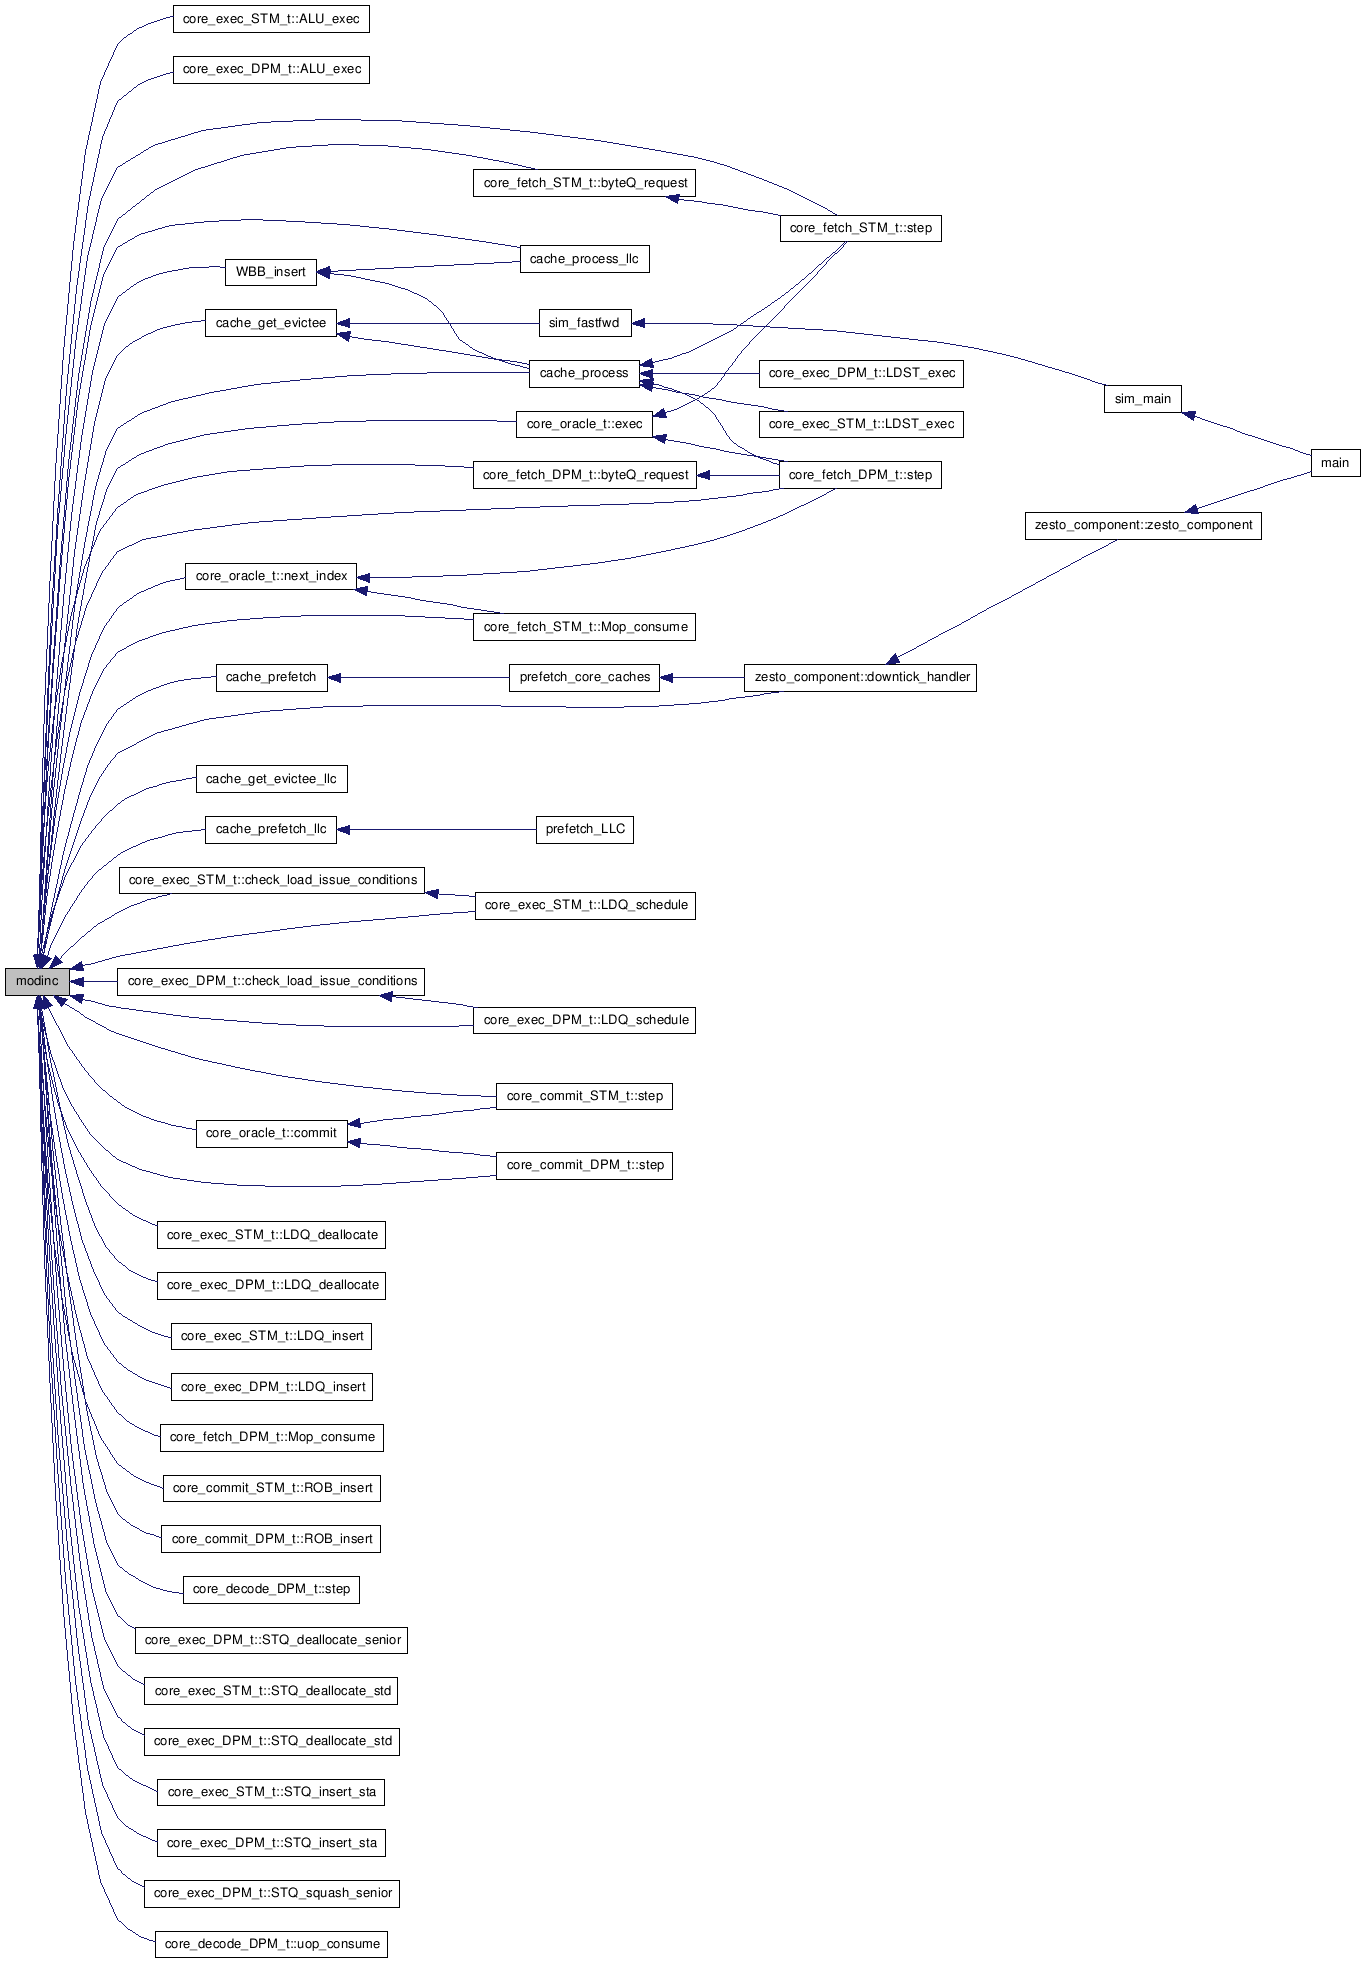 core_exec_STM_t::ALU_exec
core_exec_DPM_t::ALU_exec
core_fetch_STM_t::byteQ_request
core_fetch_STM_t::step
cache_process_llc
WBB_insert
cache_get_evictee
sim_fastfwd
cache_process
core_exec_DPM_t::LDST_exec
sim_main
core_oracle_t::exec
core_exec_STM_t::LDST_exec
main
core_fetch_DPM_t::byteQ_request
core_fetch_DPM_t::step
zesto_component::zesto_component
core_oracle_t::next_index
core_fetch_STM_t::Mop_consume
cache_prefetch
prefetch_core_caches
zesto_component::downtick_handler
cache_get_evictee_llc
cache_prefetch_llc
prefetch_LLC
core_exec_STM_t::check_load_issue_conditions
core_exec_STM_t::LDQ_schedule
modinc
core_exec_DPM_t::check_load_issue_conditions
core_exec_DPM_t::LDQ_schedule
core_commit_STM_t::step
core_oracle_t::commit
core_commit_DPM_t::step
core_exec_STM_t::LDQ_deallocate
core_exec_DPM_t::LDQ_deallocate
core_exec_STM_t::LDQ_insert
core_exec_DPM_t::LDQ_insert
core_fetch_DPM_t::Mop_consume
core_commit_STM_t::ROB_insert
core_commit_DPM_t::ROB_insert
core_decode_DPM_t::step
core_exec_DPM_t::STQ_deallocate_senior
core_exec_STM_t::STQ_deallocate_std
core_exec_DPM_t::STQ_deallocate_std
core_exec_STM_t::STQ_insert_sta
core_exec_DPM_t::STQ_insert_sta
core_exec_DPM_t::STQ_squash_senior
core_decode_DPM_t::uop_consume